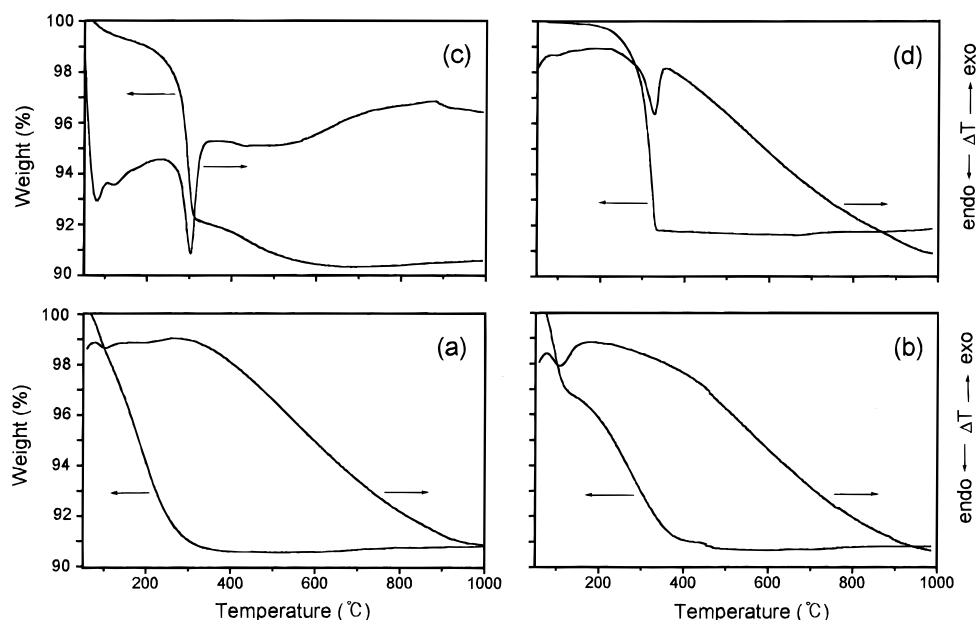 100
98
96
94
92
90
Weight (%)
(c)
(d)
endo ← ΔT → exo
100
98
96
94
92
90
Weight (%)
(a)
(b)
endo ← ΔT → exo
200 400 600 800 1000
200 400 600 800 1000
Temperature (℃)
Temperature (℃)